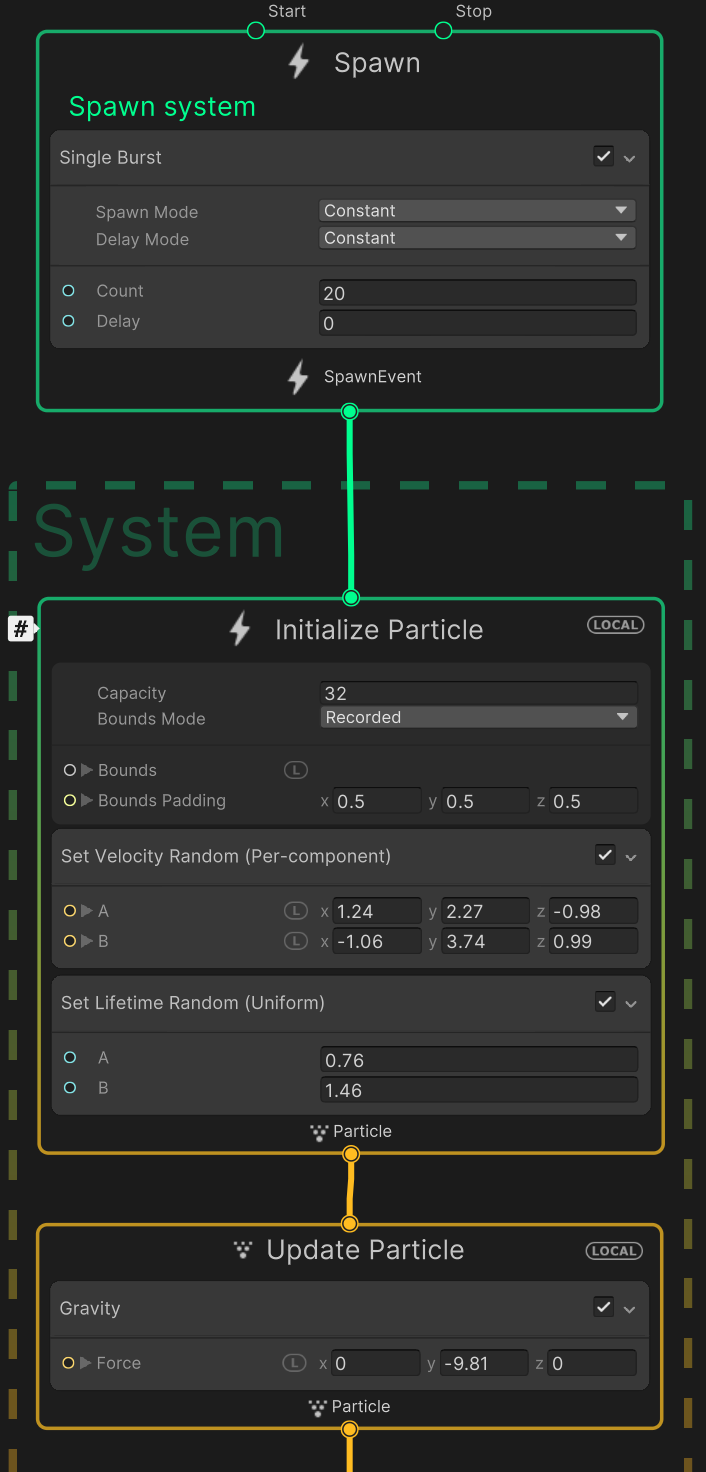 Start Stop
Spawn
Spawn system
Single Burst
Spawn Mode Constant
Delay Mode Constant
Count 20
Delay 0
SpawnEvent
System
# Initialize Particle LOCAL
Capacity 32
Bounds Mode Recorded
Bounds L
Bounds Padding x 0.5 y 0.5 z 0.5
Set Velocity Random (Per-component)
A L x 1.24 y 2.27 z -0.98
B L x -1.06 y 3.74 z 0.99
Set Lifetime Random (Uniform)
A 0.76
B 1.46
Particle
Update Particle LOCAL
Gravity
Force L x 0 y -9.81 z 0
Particle